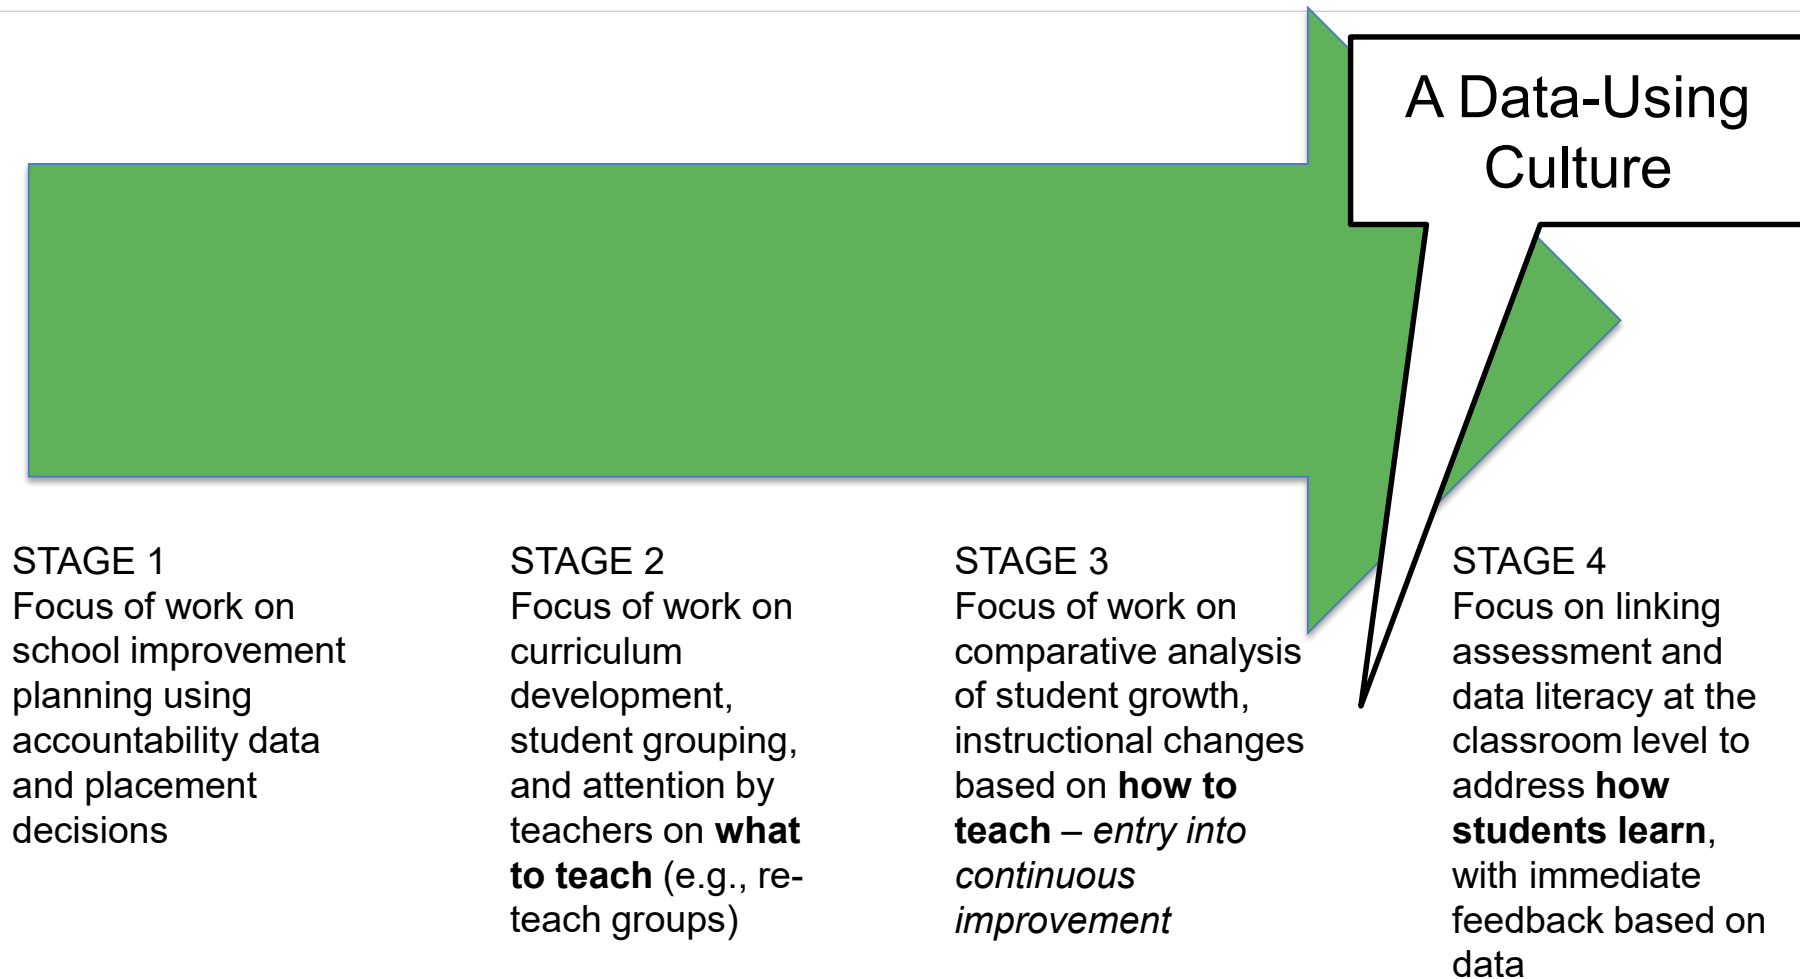 A Data-Using
Culture
STAGE 1
Focus of work on
school improvement
planning using
accountability data
and placement
decisions
STAGE 2
Focus of work on
curriculum
development,
student grouping,
and attention by
teachers on what
to teach (e.g., re-
teach groups)
STAGE 3
Focus of work on
comparative analysis
of student growth,
instructional changes
based on how to
teach – entry into
continuous
improvement
STAGE 4
Focus on linking
assessment and
data literacy at the
classroom level to
address how
students learn,
with immediate
feedback based on
data